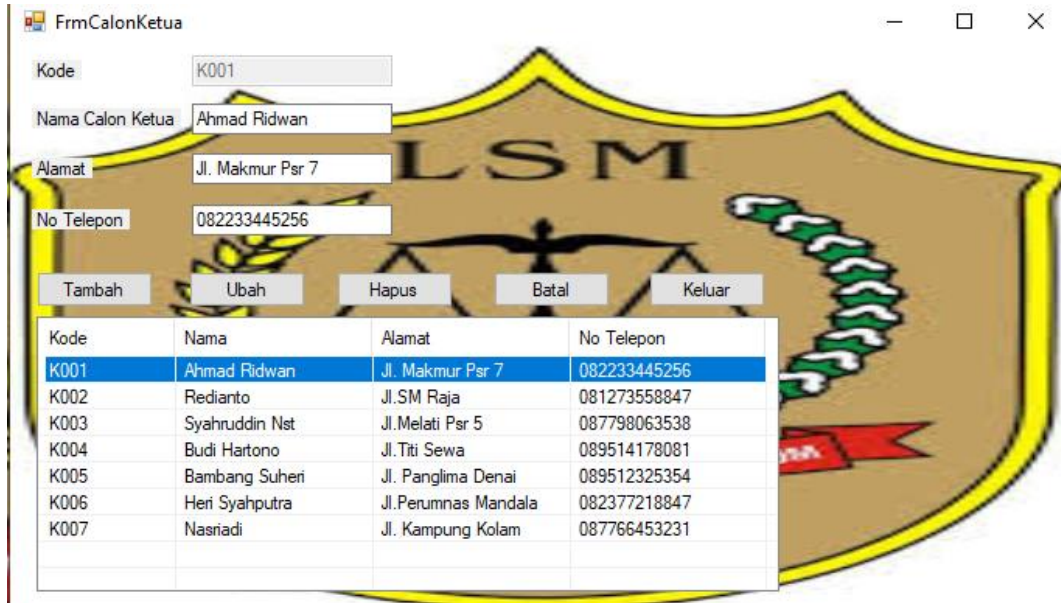 FrmCalonKetua
Kode K001
Nama Calon Ketua Ahmad Ridwan
Alamat Jl. Makmur Psr 7
LSM
No Telepon 082233445256
Tambah Ubah Hapus Batal Keluar
Kode Nama Alamat No Telepon
K001 Ahmad Ridwan Jl. Makmur Psr 7 082233445256
K002 Redianto Jl.SM Raja 081273558847
K003 Syahruddin Nst Jl.Melati Psr 5 087798063538
K004 Budi Hartono Jl.Titi Sewa 089514178081
K005 Bambang Suheri Jl. Panglima Denai 089512325354
K006 Heri Syahputra Jl.Perumnas Mandala 082377218847
K007 Nasriadi Jl. Kampung Kolam 087766453231